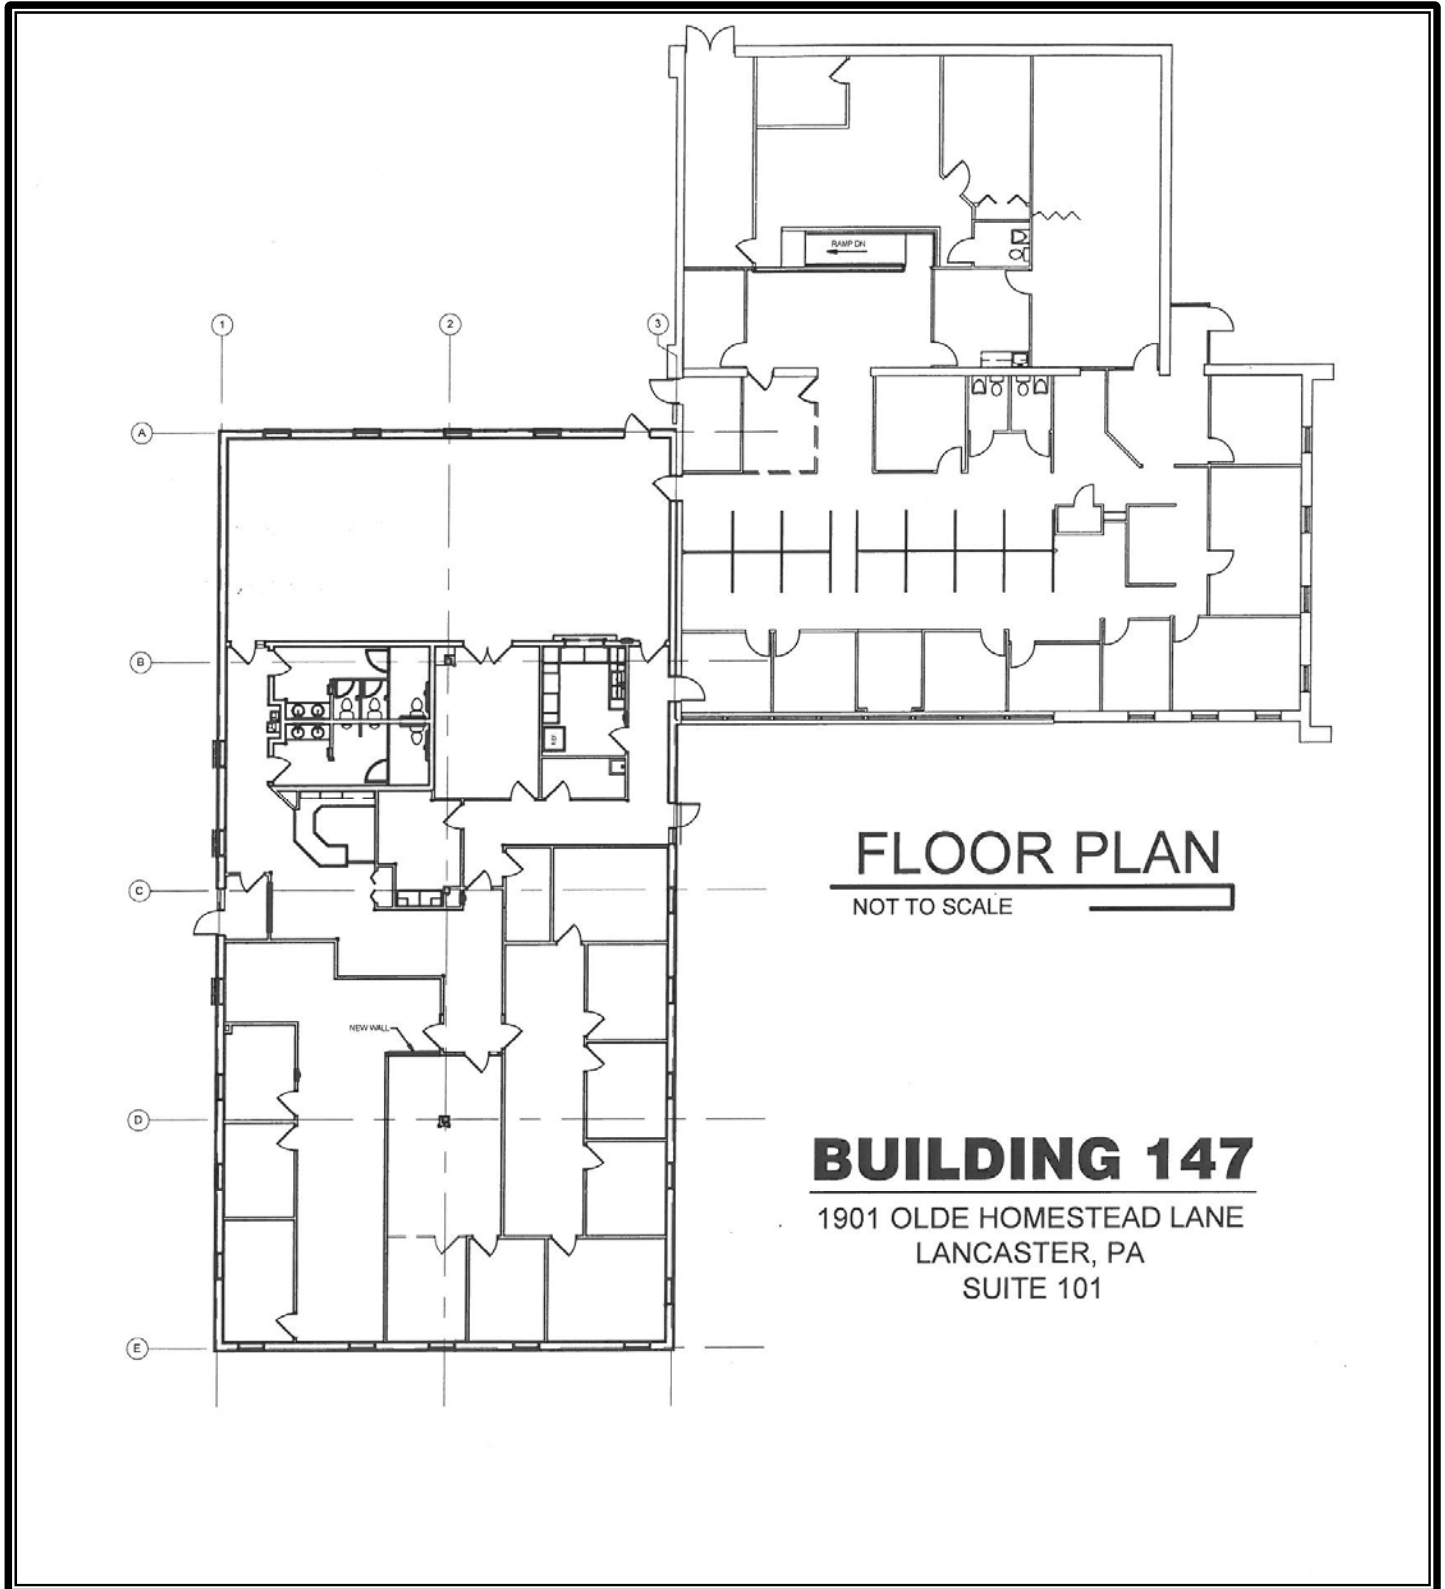 RAMP DN
1
2
3
A
B
REF
FLOOR PLAN
NOT TO SCALE
C
NEW WALL
D
BUILDING 147
1901 OLDE HOMESTEAD LANE
LANCASTER, PA
SUITE 101
E